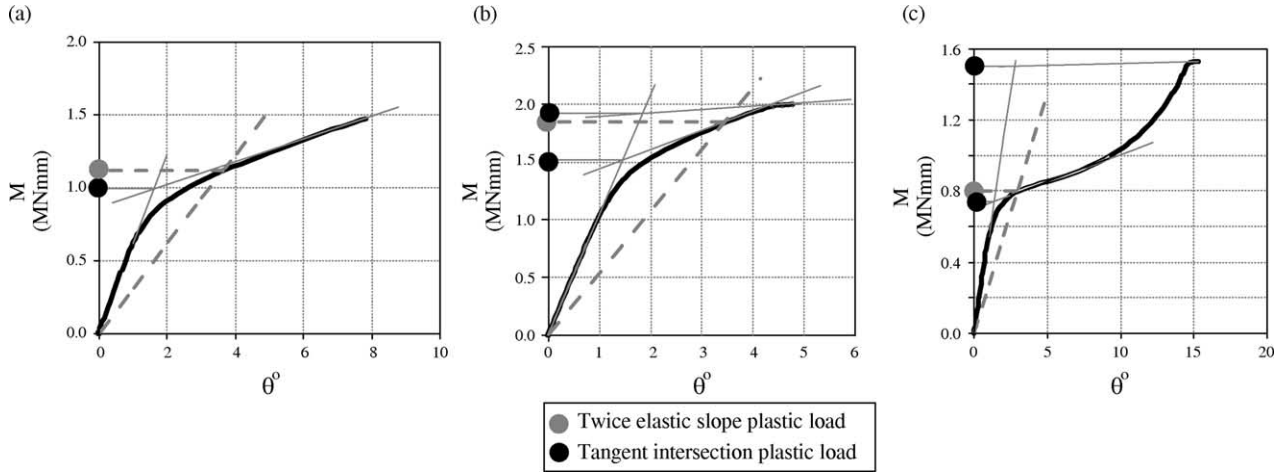 (a)
2.0
1.5
1.0
0.5
0.0
M
(MNmm)
0
2
4
6
8
10
θº
(b)
2.5
2.0
1.5
1.0
0.5
0.0
M
(MNmm)
0
1
2
3
4
5
6
θº
(c)
1.6
1.2
0.8
0.4
0.0
M
(MNmm)
0
5
10
15
20
θº
Twice elastic slope plastic load
Tangent intersection plastic load